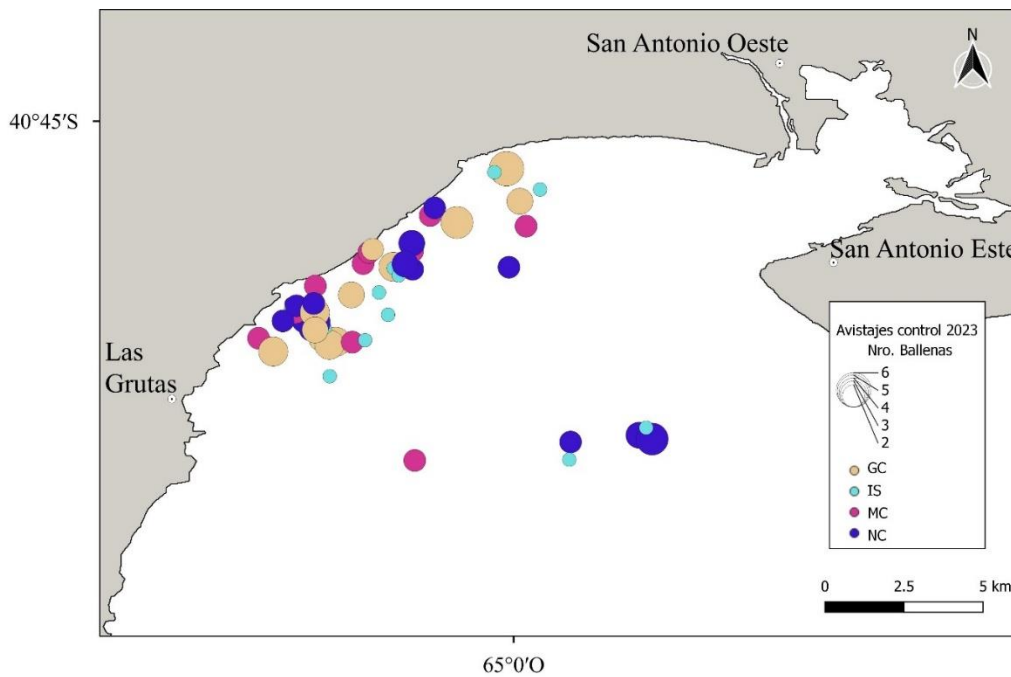 San Antonio Oeste
N
40°45′S
San Antonio Este
Avistajes control 2023
Nro. Ballenas
6
5
4
3
2
Las
Grutas
GC
IS
MC
NC
0 2.5 5 km
65°0′O